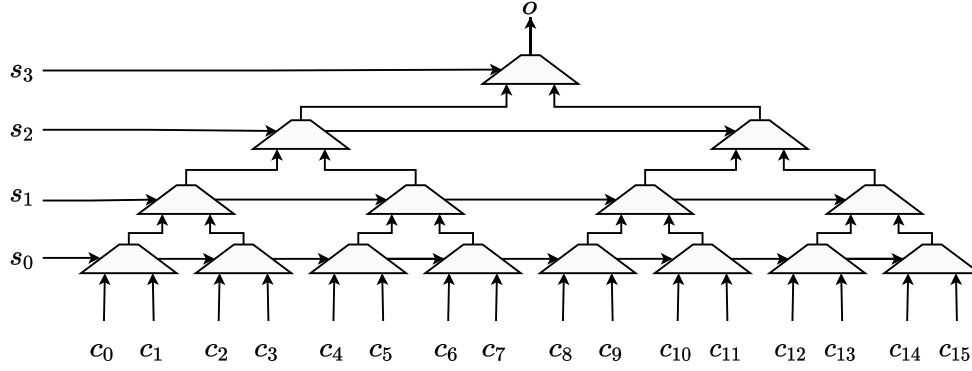 o
s₃
s₂
s₁
s₀
c₀ c₁ c₂ c₃ c₄ c₅ c₆ c₇ c₈ c₉ c₁₀ c₁₁ c₁₂ c₁₃ c₁₄ c₁₅